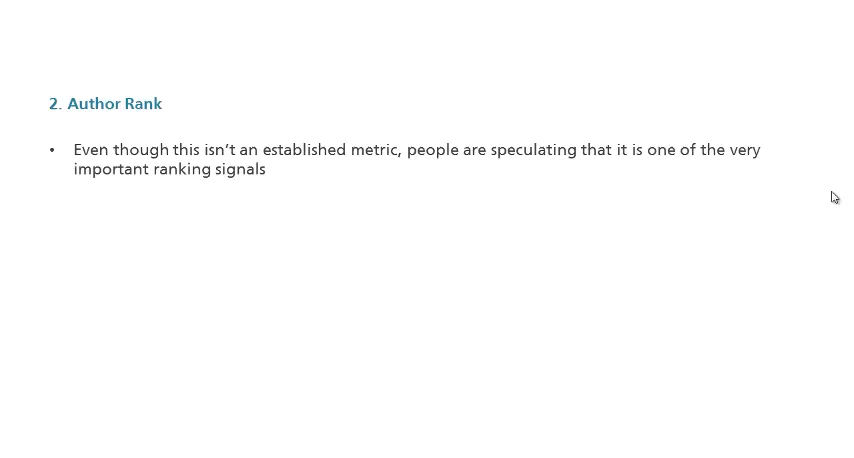 2. Author Rank
• Even though this isn’t an established metric, people are speculating that it is one of the very
important ranking signals